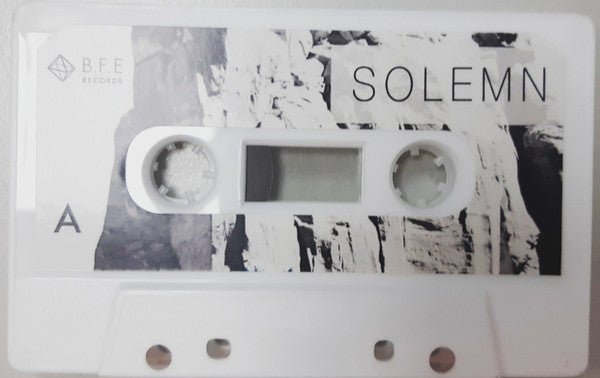 B.F.E
RECORDS
SOLEMN
A